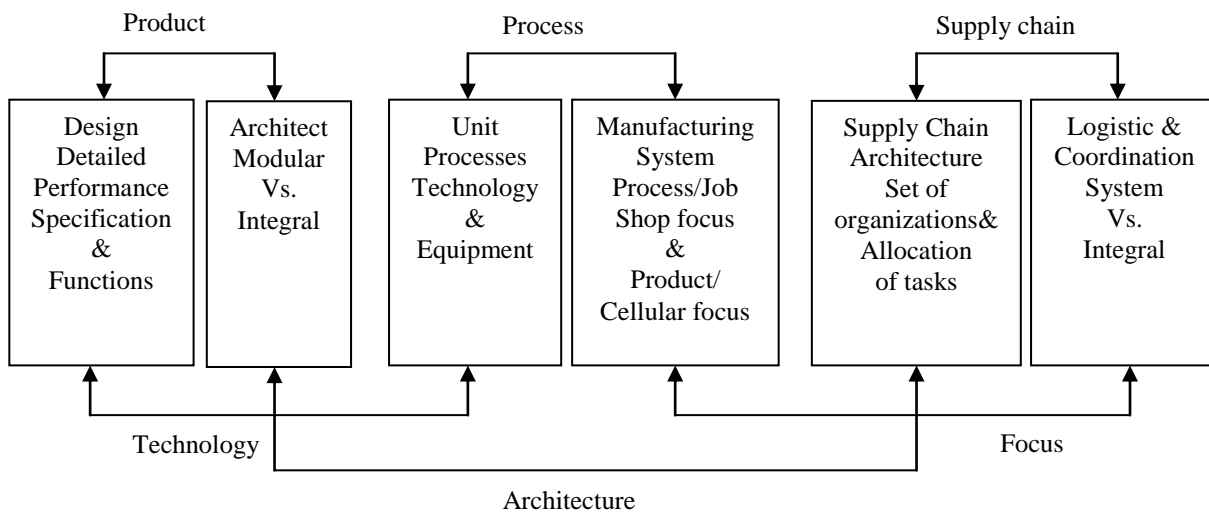 Product
Process
Supply chain
Design
Detailed
Performance
Specification
&
Functions
Architect
Modular
Vs.
Integral
Unit
Processes
Technology
&
Equipment
Manufacturing
System
Process/Job
Shop focus
&
Product/
Cellular focus
Supply Chain
Architecture
Set of
organizations&
Allocation
of tasks
Logistic &
Coordination
System
Vs.
Integral
Technology
Focus
Architecture